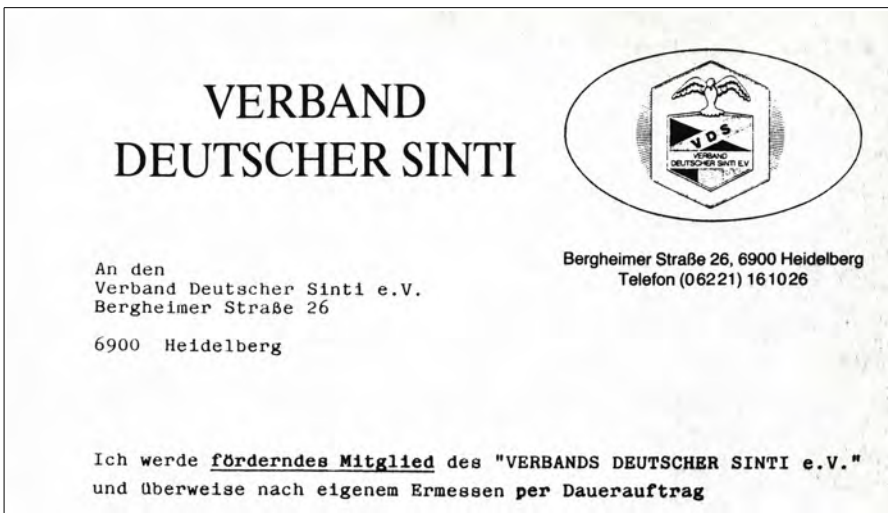 VERBAND
DEUTSCHER SINTI
VDS
VERBAND
DEUTSCHER SINTI E.V.
Bergheimer Straße 26, 6900 Heidelberg
Telefon (06221) 161026
An den
Verband Deutscher Sinti e.V.
Bergheimer Straße 26
6900 Heidelberg
Ich werde förderndes Mitglied des "VERBANDS DEUTSCHER SINTI e.V."
und überweise nach eigenem Ermessen per Dauerauftrag